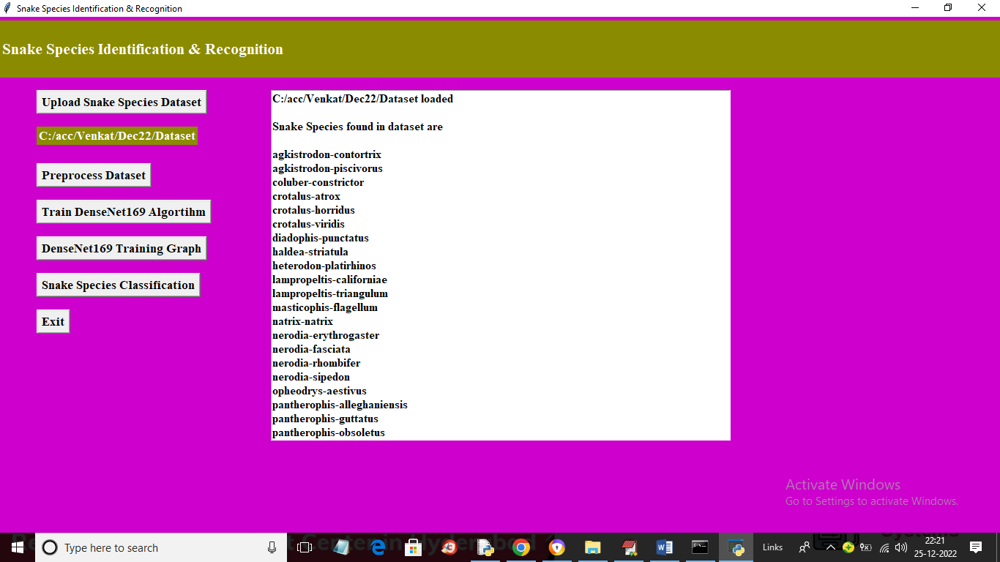 Snake Species Identification & Recognition
Snake Species Identification & Recognition
Upload Snake Species Dataset
C:/acc/Venkat/Dec22/Dataset
Preprocess Dataset
Train DenseNet169 Algortihm
DenseNet169 Training Graph
Snake Species Classification
Exit
C:/acc/Venkat/Dec22/Dataset loaded
Snake Species found in dataset are
agkistrodon-contortrix
agkistrodon-piscivorus
coluber-constrictor
crotalus-atrox
crotalus-horridus
crotalus-viridis
diadophis-punctatus
haldea-striatula
heterodon-platirhinos
lampropeltis-californiae
lampropeltis-triangulum
masticophis-flagellum
natrix-natrix
nerodia-erythrogaster
nerodia-fasciata
nerodia-rhombifer
nerodia-sipedon
opheodrys-aestivus
pantherophis-alleghaniensis
pantherophis-guttatus
pantherophis-obsoletus
Activate Windows
Go to Settings to activate Windows.
Type here to search
Center in Hyderabad
Links
Systems
22:21
25-12-2022